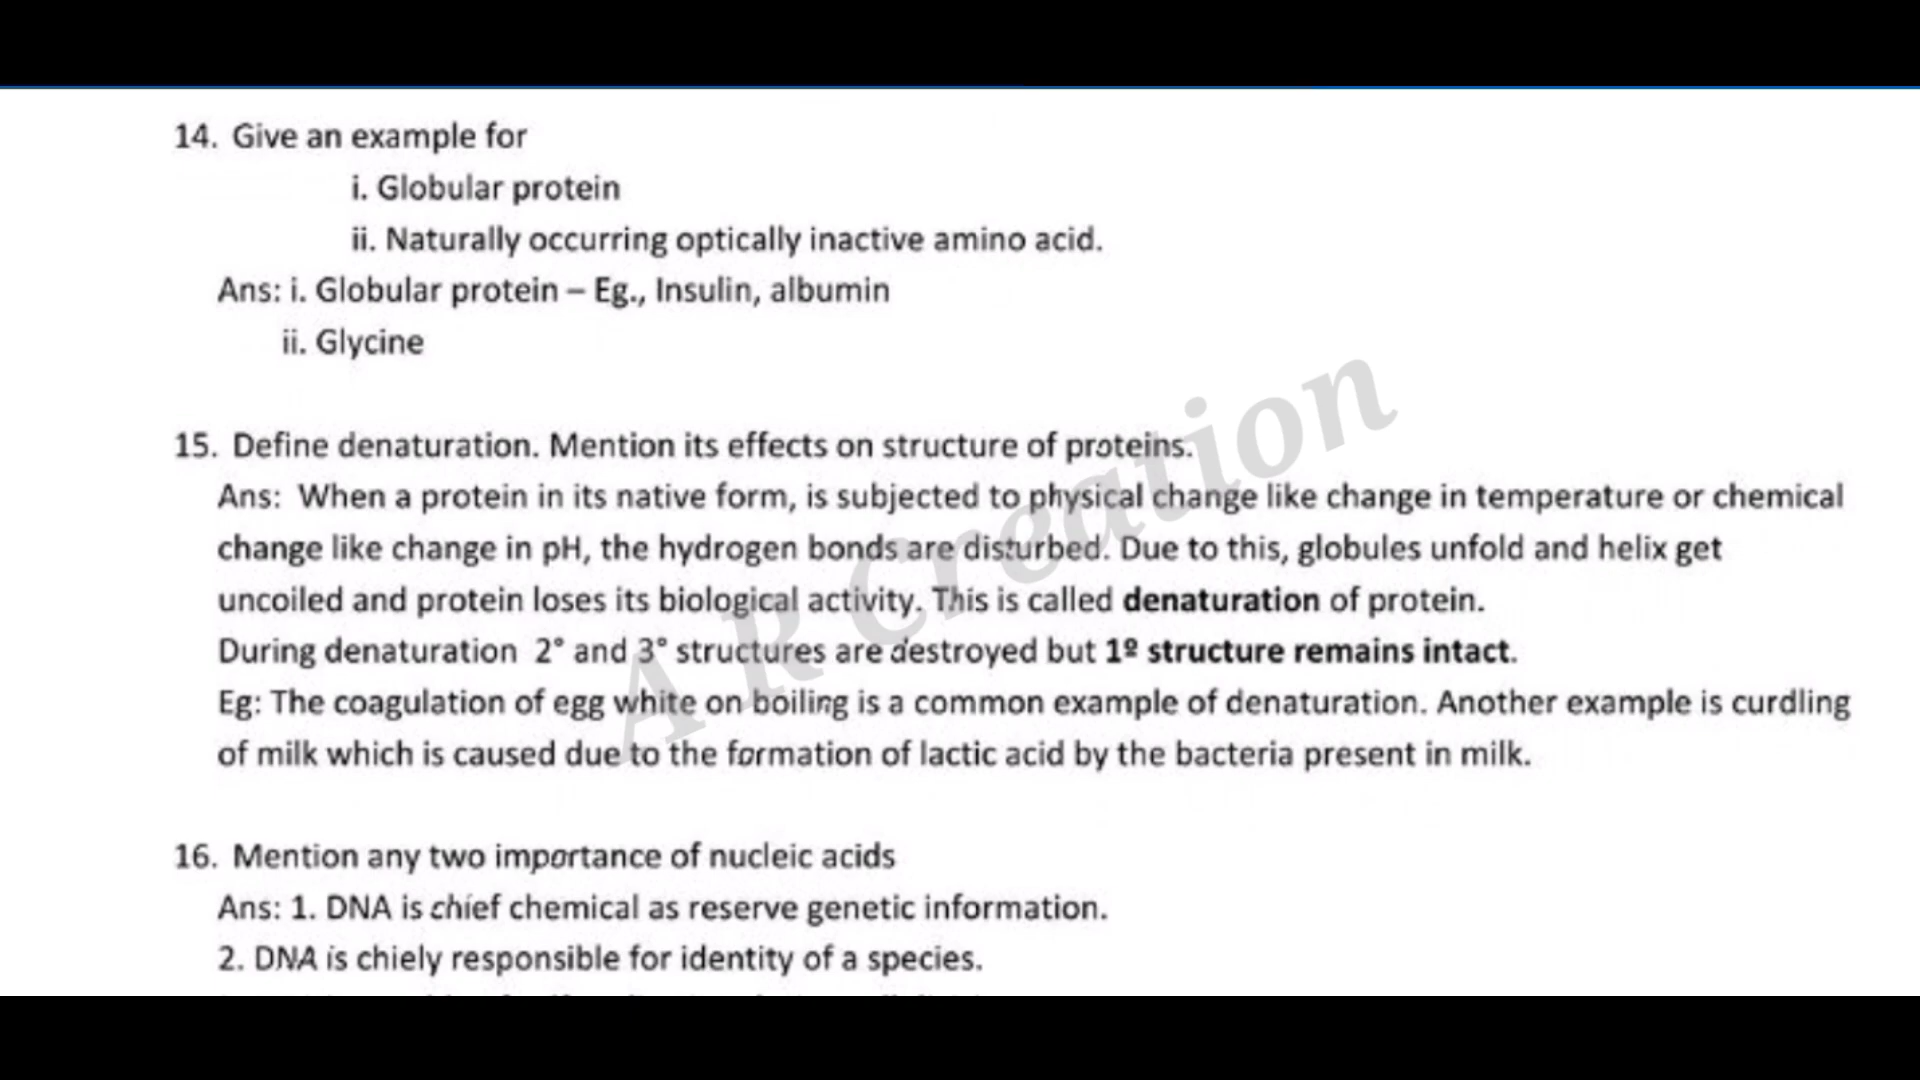 14. Give an example for
i. Globular protein
ii. Naturally occurring optically inactive amino acid.
Ans: i. Globular protein – Eg., Insulin, albumin
ii. Glycine
15. Define denaturation. Mention its effects on structure of proteins.
Ans: When a protein in its native form, is subjected to physical change like change in temperature or chemical
change like change in pH, the hydrogen bonds are disturbed. Due to this, globules unfold and helix get
uncoiled and protein loses its biological activity. This is called denaturation of protein.
During denaturation 2° and 3° structures are destroyed but 1º structure remains intact.
Eg: The coagulation of egg white on boiling is a common example of denaturation. Another example is curdling
of milk which is caused due to the formation of lactic acid by the bacteria present in milk.
16. Mention any two importance of nucleic acids
Ans: 1. DNA is chief chemical as reserve genetic information.
2. DNA is chiely responsible for identity of a species.
A R Creation